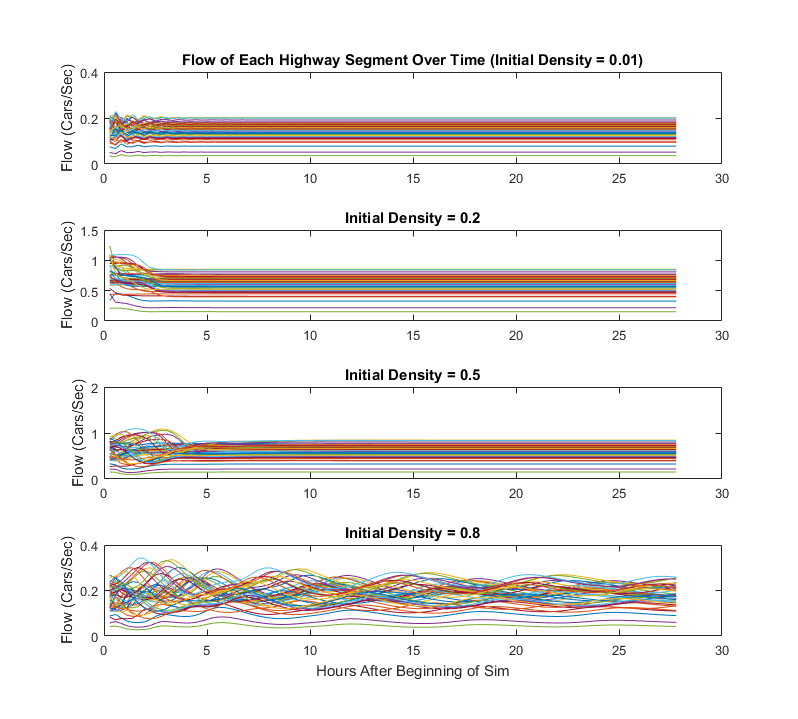 Flow of Each Highway Segment Over Time (Initial Density = 0.01)
Flow (Cars/Sec)
0.4
0.2
0
0 5 10 15 20 25 30
Initial Density = 0.2
Flow (Cars/Sec)
1.5
1
0.5
0
0 5 10 15 20 25 30
Initial Density = 0.5
Flow (Cars/Sec)
2
1
0
0 5 10 15 20 25 30
Initial Density = 0.8
Flow (Cars/Sec)
0.4
0.2
0
0 5 10 15 20 25 30
Hours After Beginning of Sim